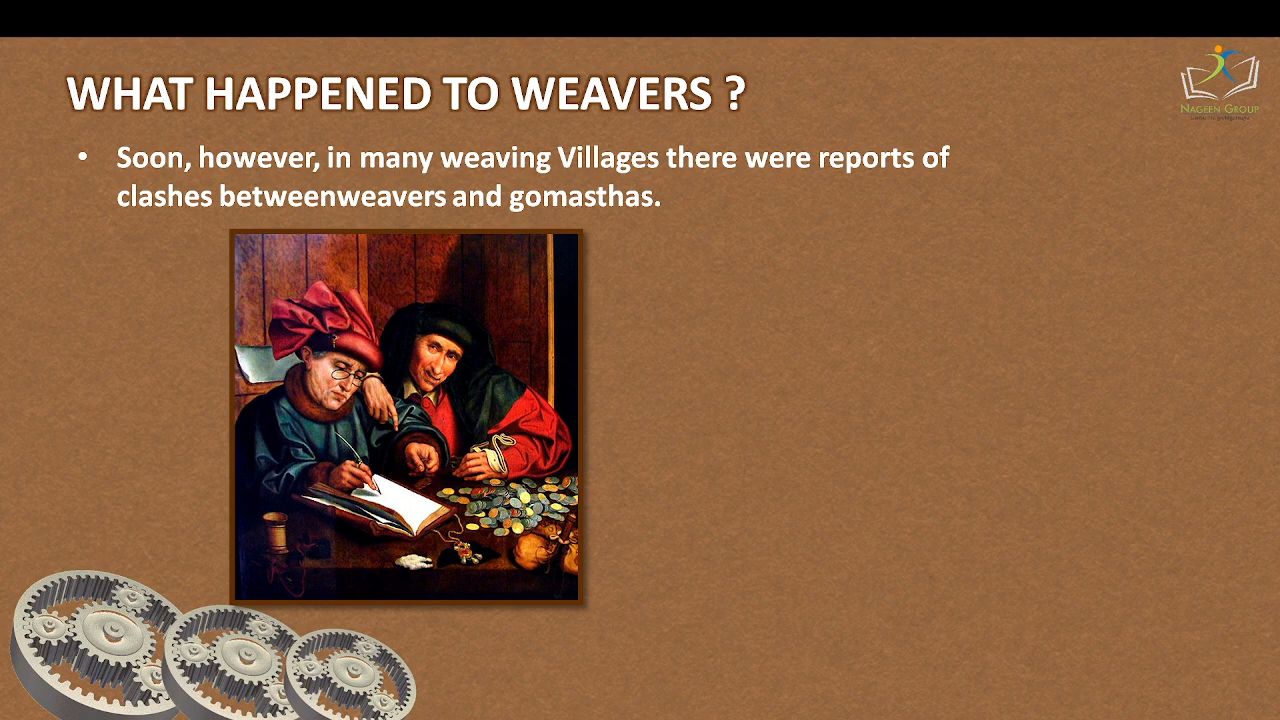 WHAT HAPPENED TO WEAVERS ?
NAGEEN GROUP
• Soon, however, in many weaving Villages there were reports of
clashes betweenweavers and gomasthas.